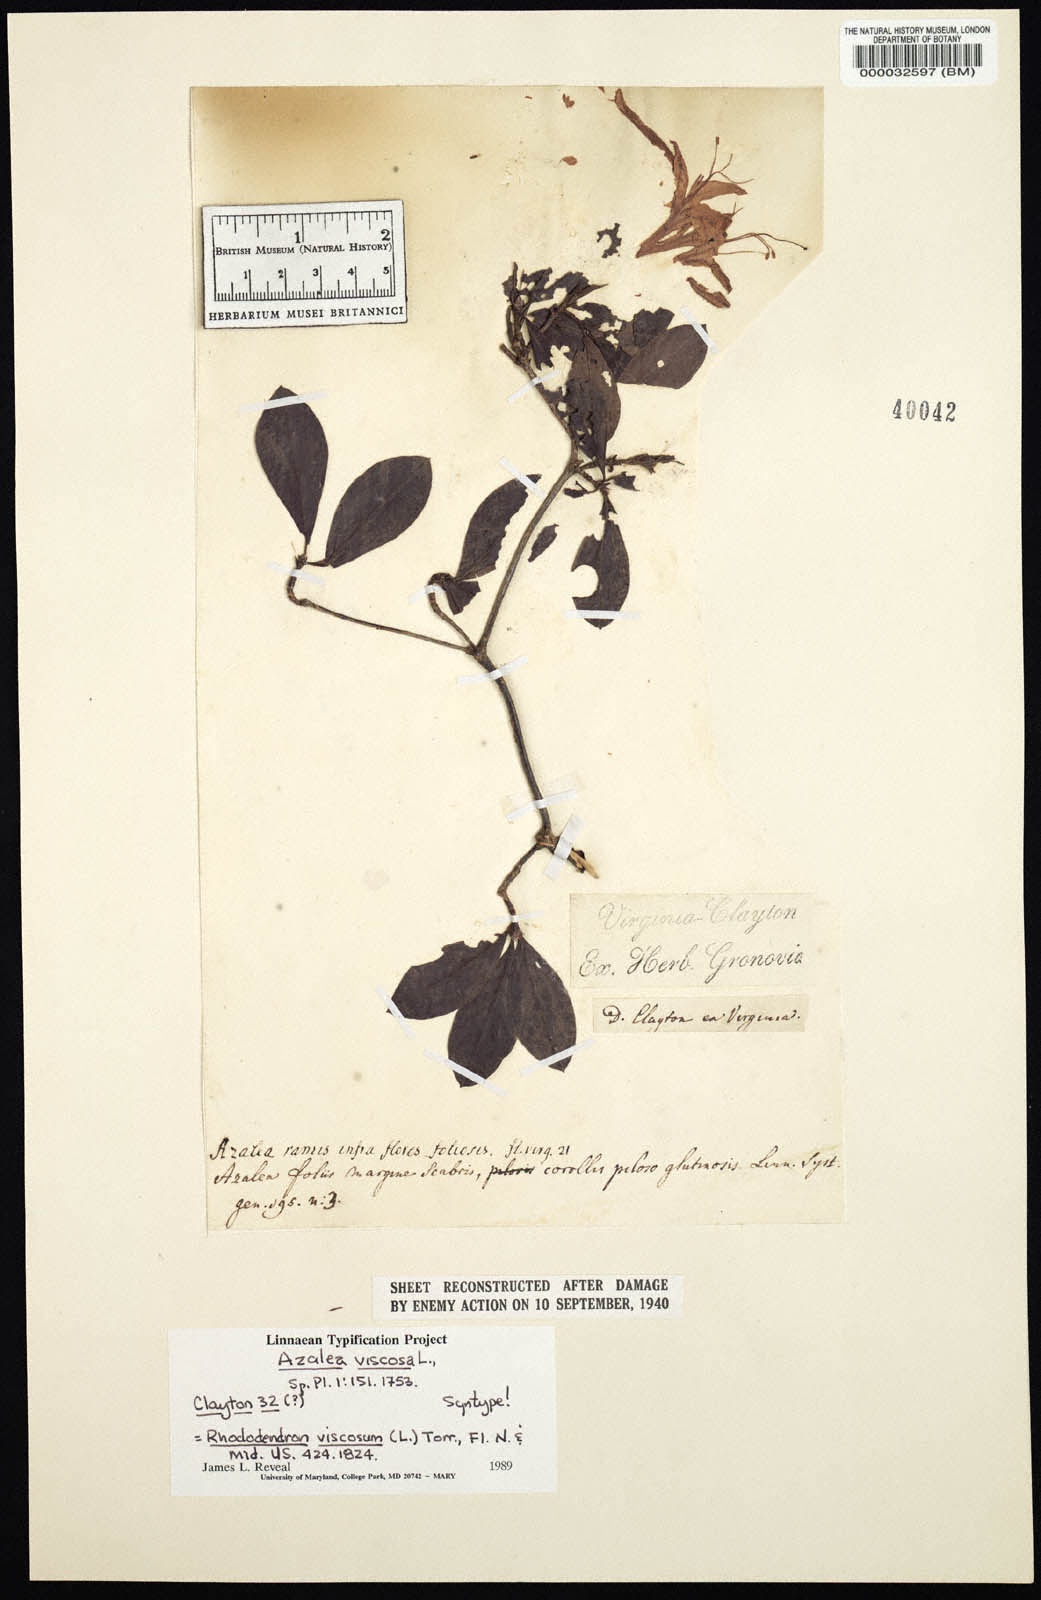 THE NATURAL HISTORY MUSEUM, LONDON
DEPARTMENT OF BOTANY
000032597 (BM)
1 2
BRITISH MUSEUM (NATURAL HISTORY)
1 2 3 4 5
HERBARIUM MUSEI BRITANNICI
40042
Virginia-Clayton
Ex. Herb. Gronovia
D. Clayton ex Virginia.
Azalea ramis infra flores foliosis. fl. virg. 21
Azalea foliis margine scabris, pilosis corollis piloso glutinosis. Linn. Syst.
gen. 195. n: 3.
SHEET RECONSTRUCTED AFTER DAMAGE
BY ENEMY ACTION ON 10 SEPTEMBER, 1940
Linnaean Typification Project
Azalea viscosa L.,
Sp. Pl. 1: 151. 1753.
Clayton 32 (?) Syntype!
= Rhododendron viscosum (L.) Torr., Fl. N. &
Mid. US. 424. 1824.
James L. Reveal 1989
University of Maryland, College Park, MD 20742 – MARY